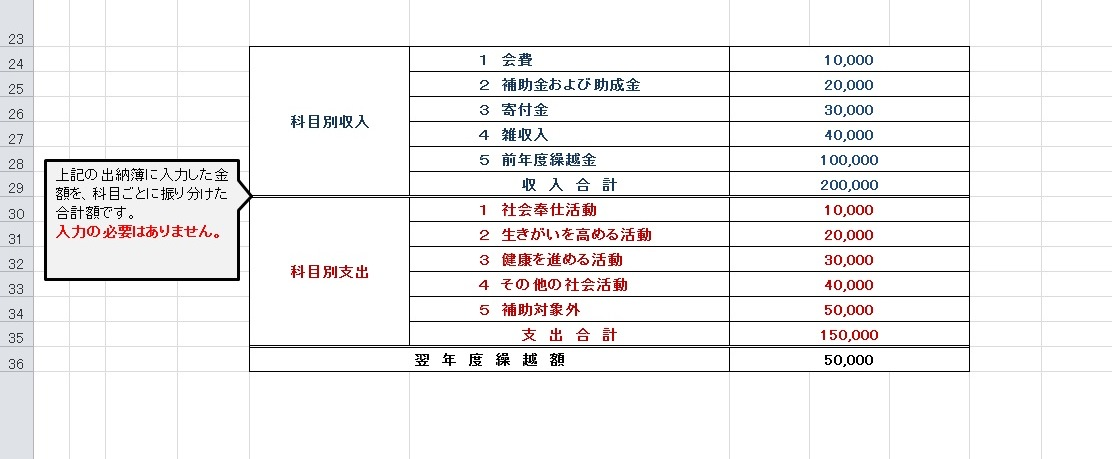 23
24 1 会費 10,000
25 2 補助金および助成金 20,000
26 3 寄付金 30,000
科目別収入
27 4 雑収入 40,000
28 5 前年度繰越金 100,000
29 収入合計 200,000
上記の出納簿に入力した金
額を、科目ごとに振り分けた
合計額です。
入力の必要はありません。
30 1 社会奉仕活動 10,000
31 2 生きがいを高める活動 20,000
32 3 健康を進める活動 30,000
科目別支出
33 4 その他の社会活動 40,000
34 5 補助対象外 50,000
35 支出合計 150,000
36 翌年度繰越額 50,000